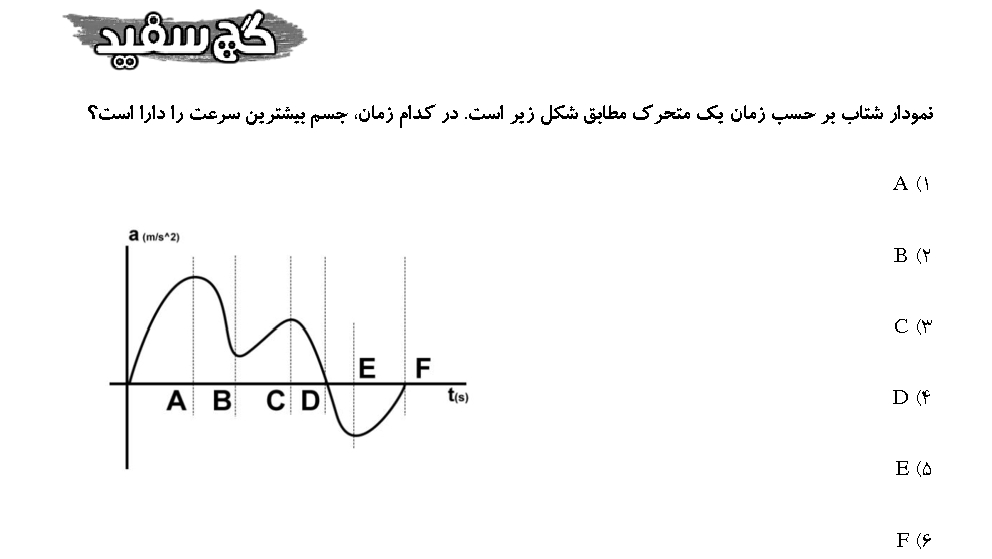 گچ سفید
نمودار شتاب بر حسب زمان یک متحرک مطابق شکل زیر است. در کدام زمان، جسم بیشترین سرعت را دارا است؟
۱) A
۲) B
۳) C
۴) D
۵) E
۶) F
a (m/s^2)
E F
A B C D
t(s)